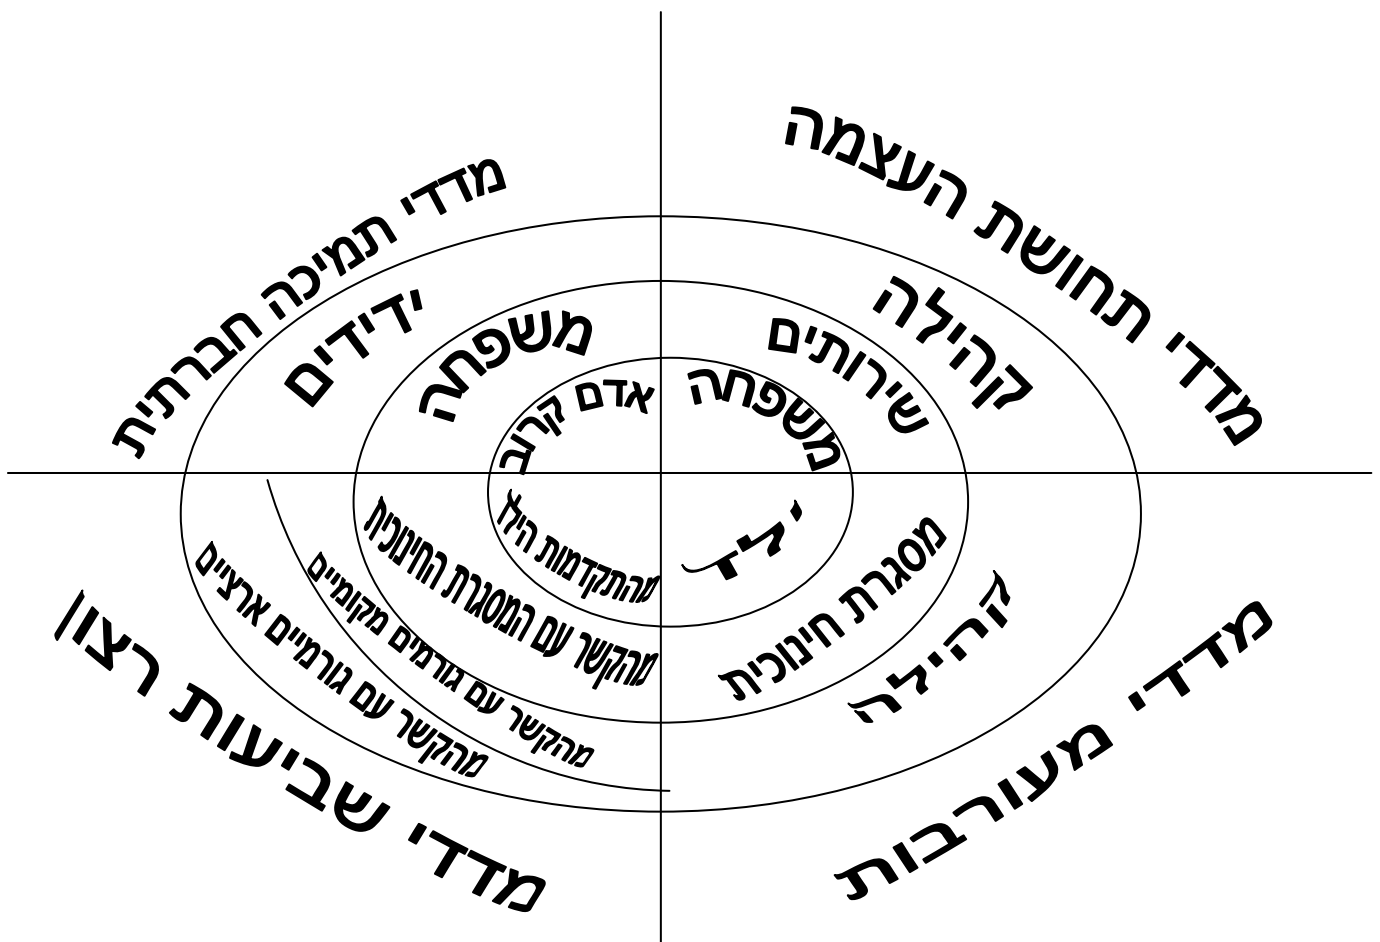 מדדי תחושת העצמה
קהילה
שירותים
משפחה
מדדי תמיכה חברתית
ידידים
משפחה
אדם קרוב
ילד
מסגרת חינוכית
קהילה
מדדי מעורבות
מהתקדמות הילד
מהקשר עם המסגרת החינוכית
מהקשר עם גורמים מקומיים
מהקשר עם גורמיים ארציים
מדדי שביעות רצון